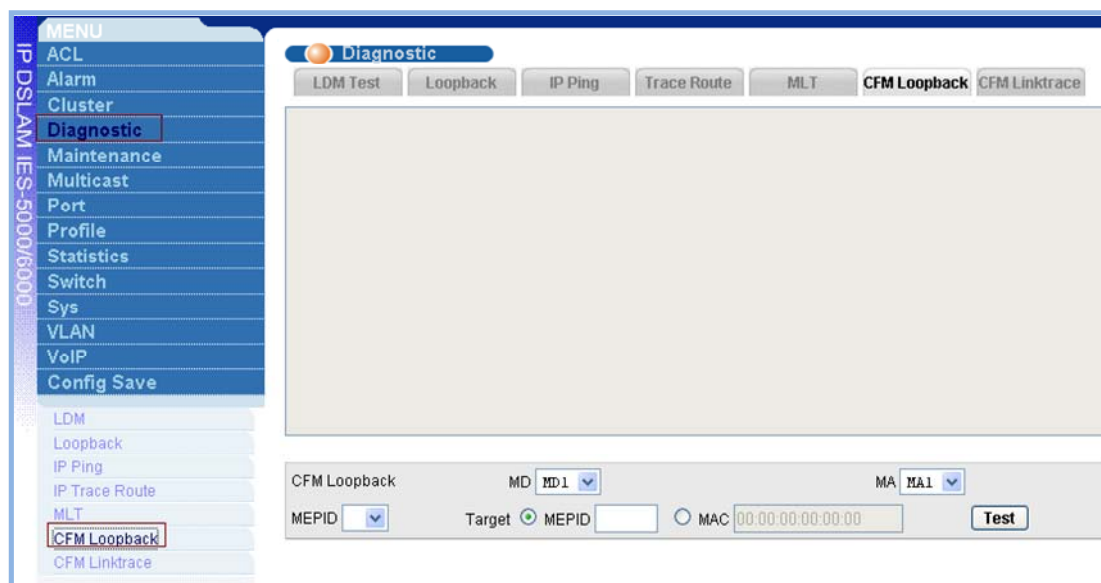 IP DSLAM IES-5000/6000
MENU
ACL
Alarm
Cluster
Diagnostic
Maintenance
Multicast
Port
Profile
Statistics
Switch
Sys
VLAN
VoIP
Config Save
LDM
Loopback
IP Ping
IP Trace Route
MLT
CFM Loopback
CFM Linktrace
Diagnostic
LDM Test Loopback IP Ping Trace Route MLT CFM Loopback CFM Linktrace
CFM Loopback MD MD1 MA MA1
MEPID Target MEPID MAC 00:00:00:00:00:00 Test